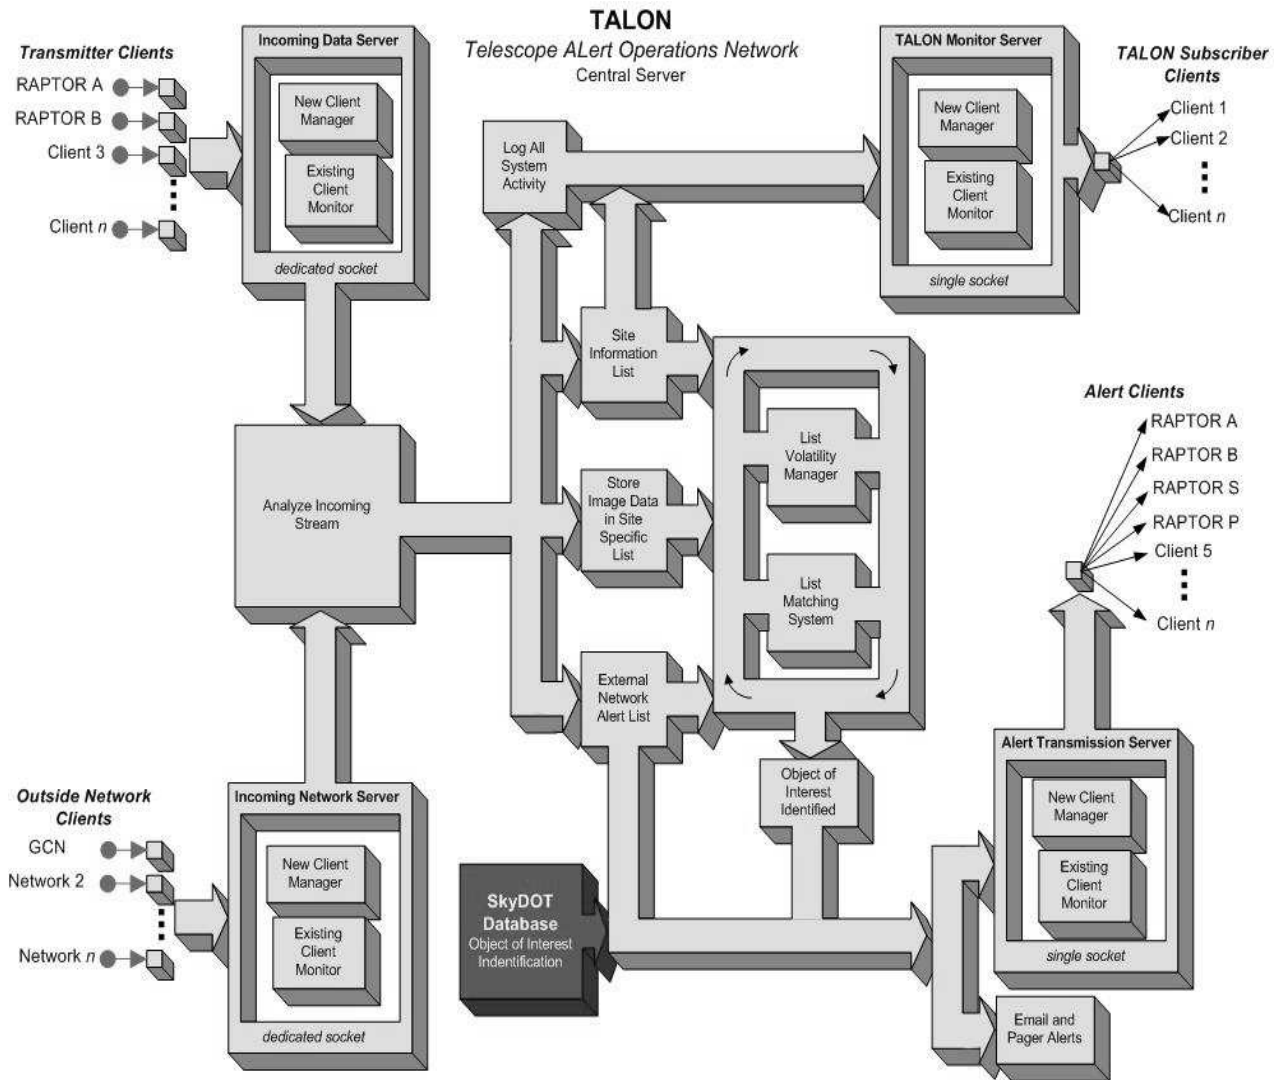 TALON
Telescope ALert Operations Network
Central Server
Transmitter Clients
RAPTOR A
RAPTOR B
Client 3
Client n
Incoming Data Server
New Client
Manager
Existing
Client
Monitor
dedicated socket
Log All
System
Activity
TALON Monitor Server
New Client
Manager
Existing
Client
Monitor
single socket
TALON Subscriber
Clients
Client 1
Client 2
Client n
Analyze Incoming
Stream
Site
Information
List
Store
Image Data
in Site
Specific
List
External
Network
Alert List
List
Volatility
Manager
List
Matching
System
Object of
Interest
Identified
Alert Clients
RAPTOR A
RAPTOR B
RAPTOR S
RAPTOR P
Client 5
Client n
Outside Network
Clients
GCN
Network 2
Network n
Incoming Network Server
New Client
Manager
Existing
Client
Monitor
dedicated socket
SkyDOT
Database
Object of Interest
Indentification
Alert Transmission Server
New Client
Manager
Existing
Client
Monitor
single socket
Email and
Pager Alerts